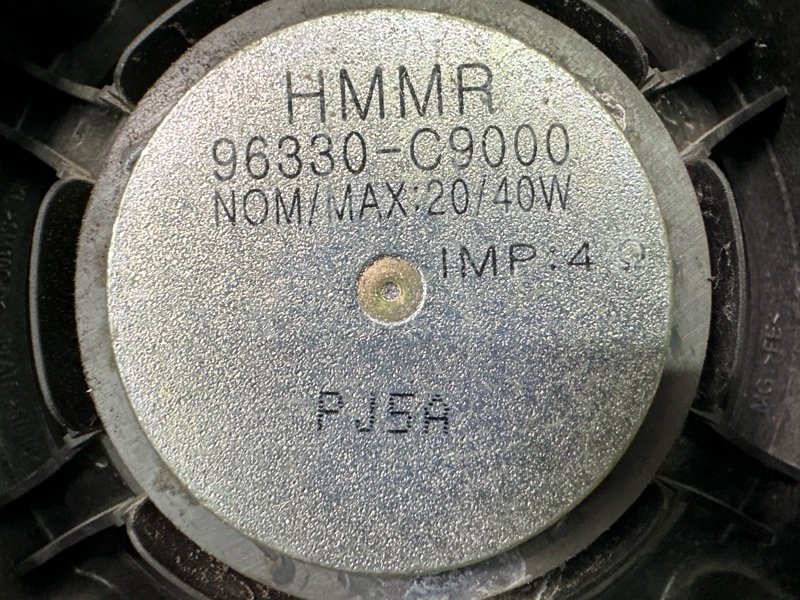 HMMR
96330-C9000
NOM/MAX:20/40W
IMP:4 Ω
PJ5A